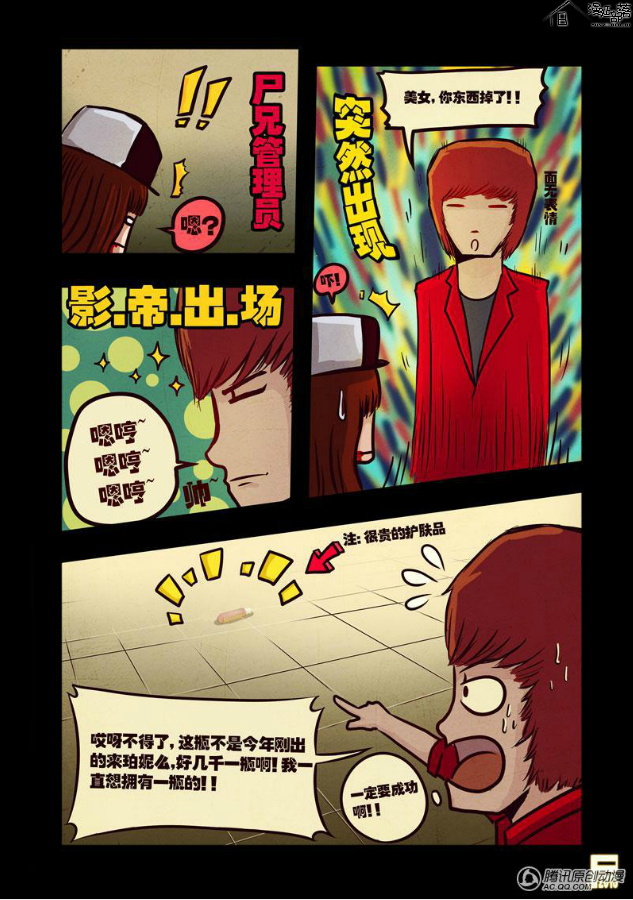 漫迷部落
尸兄管理员
嗯?
美女,你东西掉了!!
突然出现
面无表情
吓!
影.帝.出.场
嗯哼~
嗯哼~
嗯哼~
帅~
注: 很贵的护肤品
哎呀不得了,这瓶不是今年刚出
的来珀妮么,好几千一瓶啊!我一
直想拥有一瓶的!!
一定要成功
啊!!
腾讯原创动漫
AC.QQ.COM